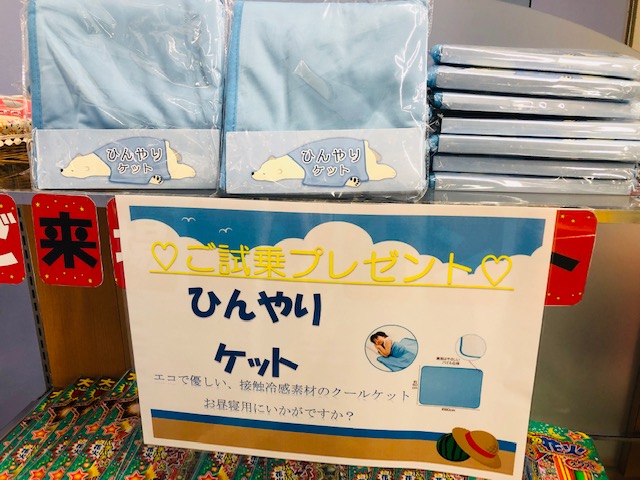 ひんやり
ケット
ひんやり
ケット
ご
来
♡ご試乗プレゼント♡
ひんやり
ケット
エコで優しい、接触冷感素材のクールケット
お昼寝用にいかがですか？